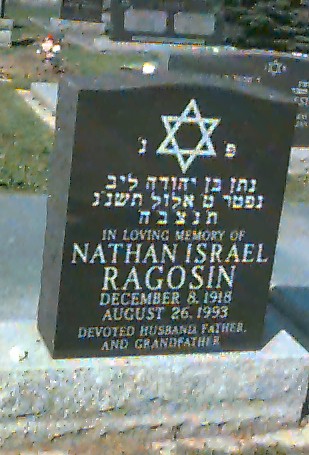 פ נ
נתן בן יהודה ליב
נפטר ט אלול תשנג
ת נ צ ב ה
IN LOVING MEMORY OF
NATHAN ISRAEL
RAGOSIN
DECEMBER 8, 1918
AUGUST 26, 1993
DEVOTED HUSBAND, FATHER,
AND GRANDFATHER